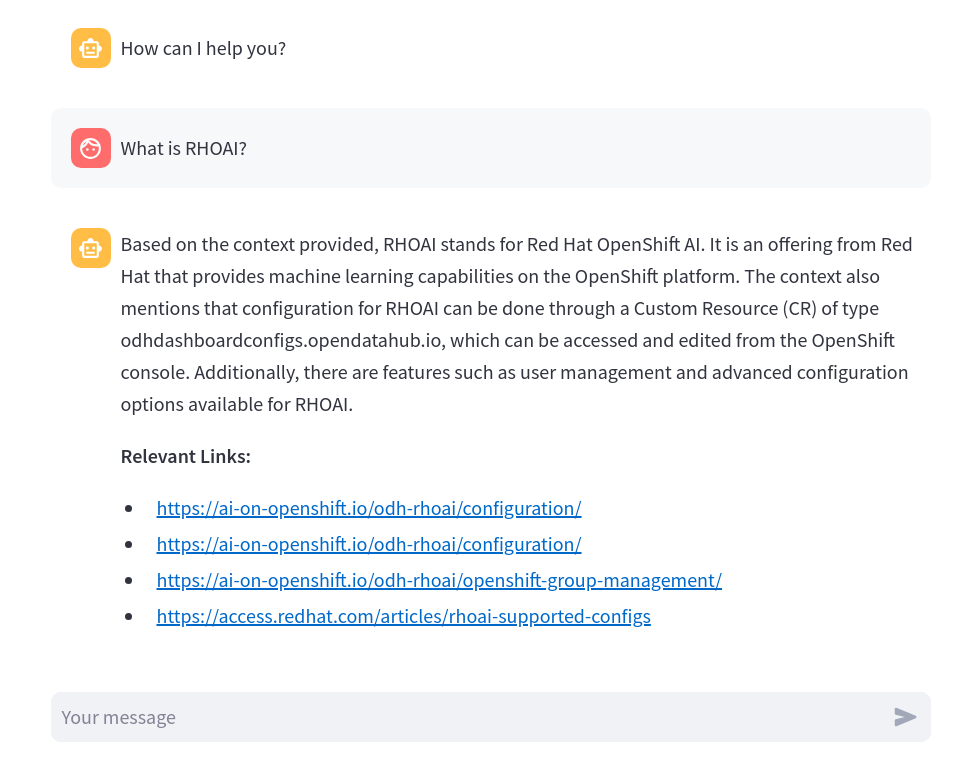 How can I help you?
What is RHOAI?
Based on the context provided, RHOAI stands for Red Hat OpenShift AI. It is an offering from Red
Hat that provides machine learning capabilities on the OpenShift platform. The context also
mentions that configuration for RHOAI can be done through a Custom Resource (CR) of type
odhdashboardconfigs.opendatahub.io, which can be accessed and edited from the OpenShift
console. Additionally, there are features such as user management and advanced configuration
options available for RHOAI.
Relevant Links:
https://ai-on-openshift.io/odh-rhoai/configuration/
https://ai-on-openshift.io/odh-rhoai/configuration/
https://ai-on-openshift.io/odh-rhoai/openshift-group-management/
https://access.redhat.com/articles/rhoai-supported-configs
Your message